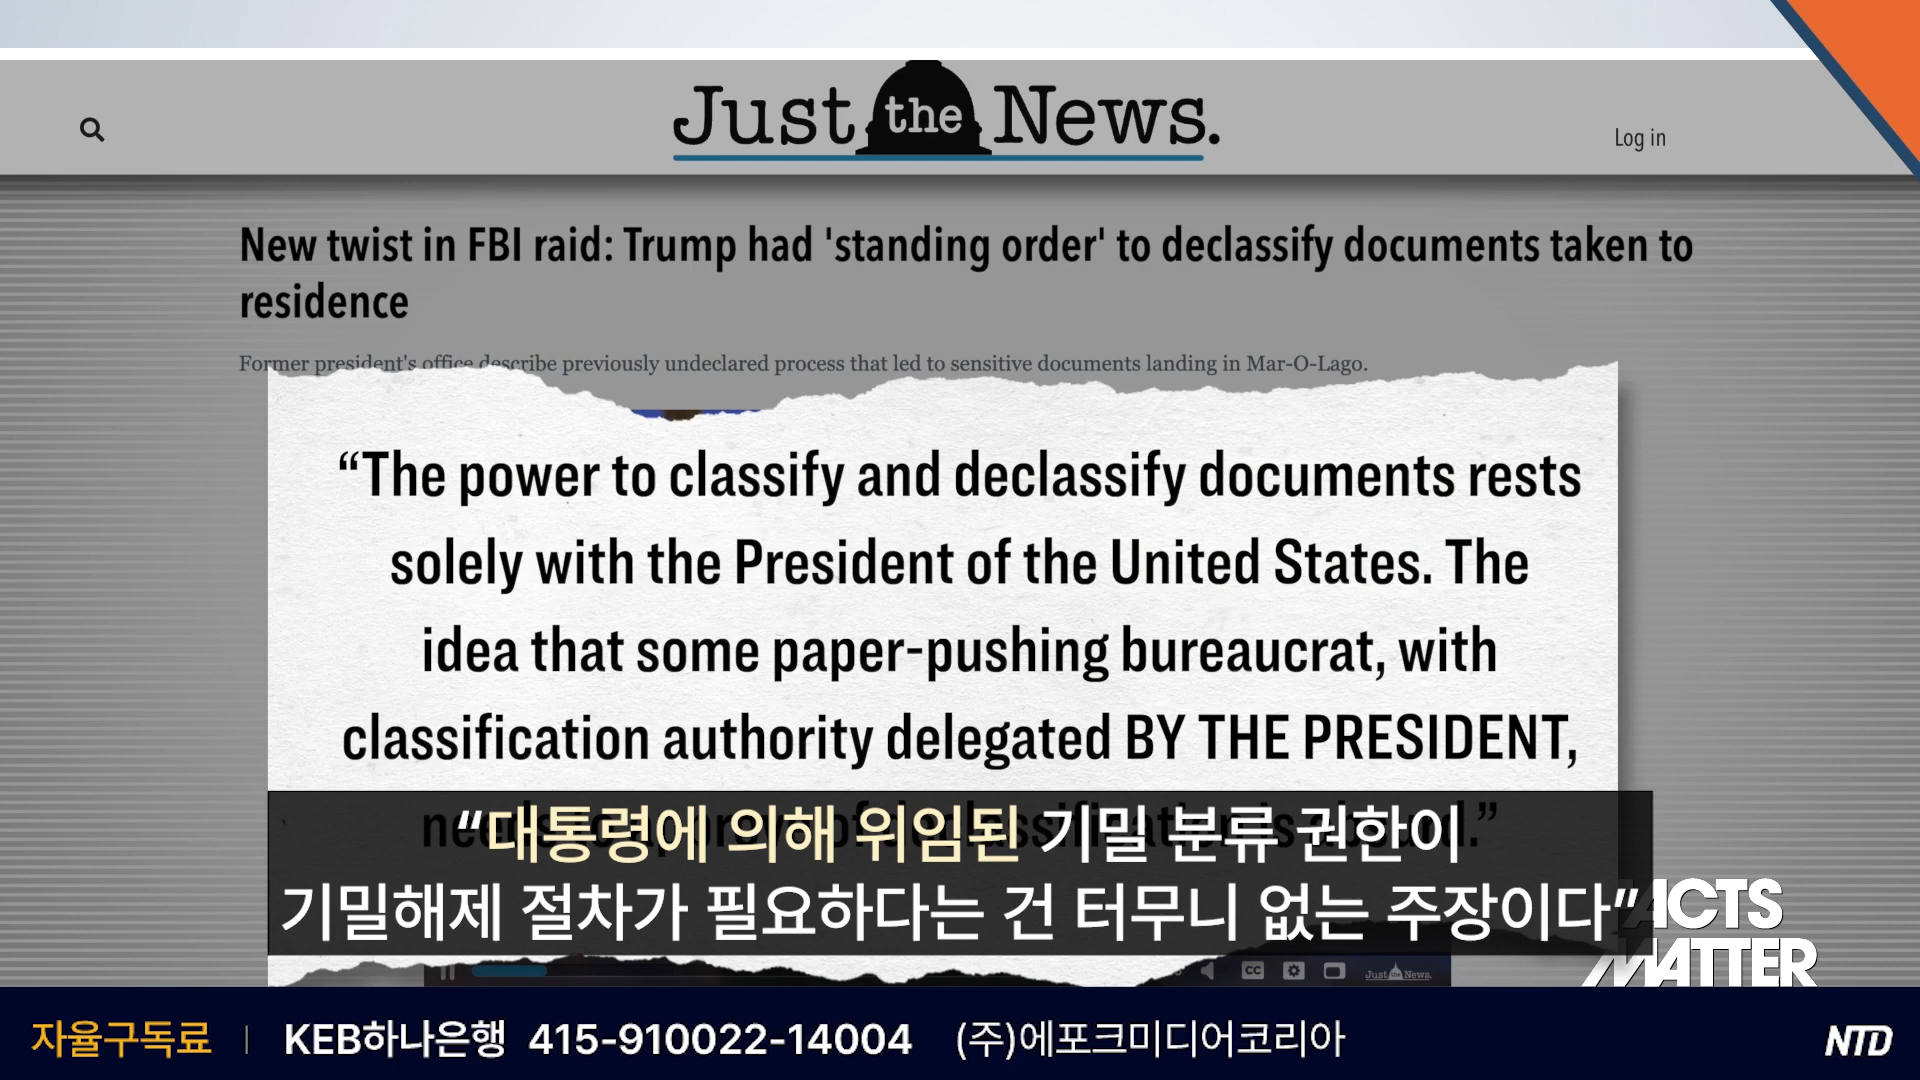 Just the News.
Log in
New twist in FBI raid: Trump had 'standing order' to declassify documents taken to
residence
Former president's office describe previously undeclared process that led to sensitive documents landing in Mar-O-Lago.
“The power to classify and declassify documents rests
solely with the President of the United States. The
idea that some paper-pushing bureaucrat, with
classification authority delegated BY THE PRESIDENT,
“대통령에 의해 위임된 기밀 분류 권한이
기밀해제 절차가 필요하다는 건 터무니 없는 주장이다”
ACTS
MATTER
CC
Just the News.
자율구독료 | KEB하나은행 415-910022-14004 (주)에포크미디어코리아
NTD